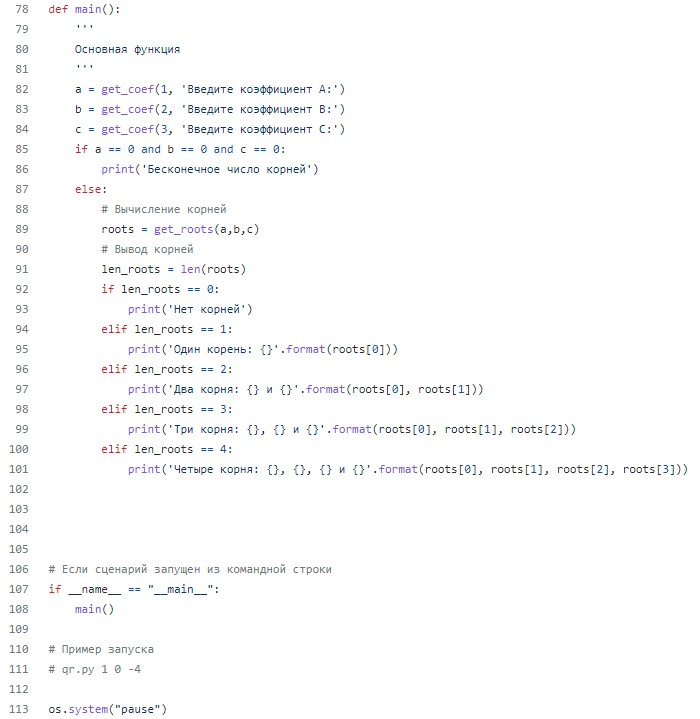 78 def main():
79     '''
80     Основная функция
81     '''
82     a = get_coef(1, 'Введите коэффициент A:')
83     b = get_coef(2, 'Введите коэффициент B:')
84     c = get_coef(3, 'Введите коэффициент C:')
85     if a == 0 and b == 0 and c == 0:
86         print('Бесконечное число корней')
87     else:
88         # Вычисление корней
89         roots = get_roots(a,b,c)
90         # Вывод корней
91         len_roots = len(roots)
92         if len_roots == 0:
93             print('Нет корней')
94         elif len_roots == 1:
95             print('Один корень: {}'.format(roots[0]))
96         elif len_roots == 2:
97             print('Два корня: {} и {}'.format(roots[0], roots[1]))
98         elif len_roots == 3:
99             print('Три корня: {}, {} и {}'.format(roots[0], roots[1], roots[2]))
100         elif len_roots == 4:
101             print('Четыре корня: {}, {}, {} и {}'.format(roots[0], roots[1], roots[2], roots[3]))
102
103
104
105
106 # Если сценарий запущен из командной строки
107 if __name__ == "__main__":
108     main()
109
110 # Пример запуска
111 # qr.py 1 0 -4
112
113 os.system("pause")